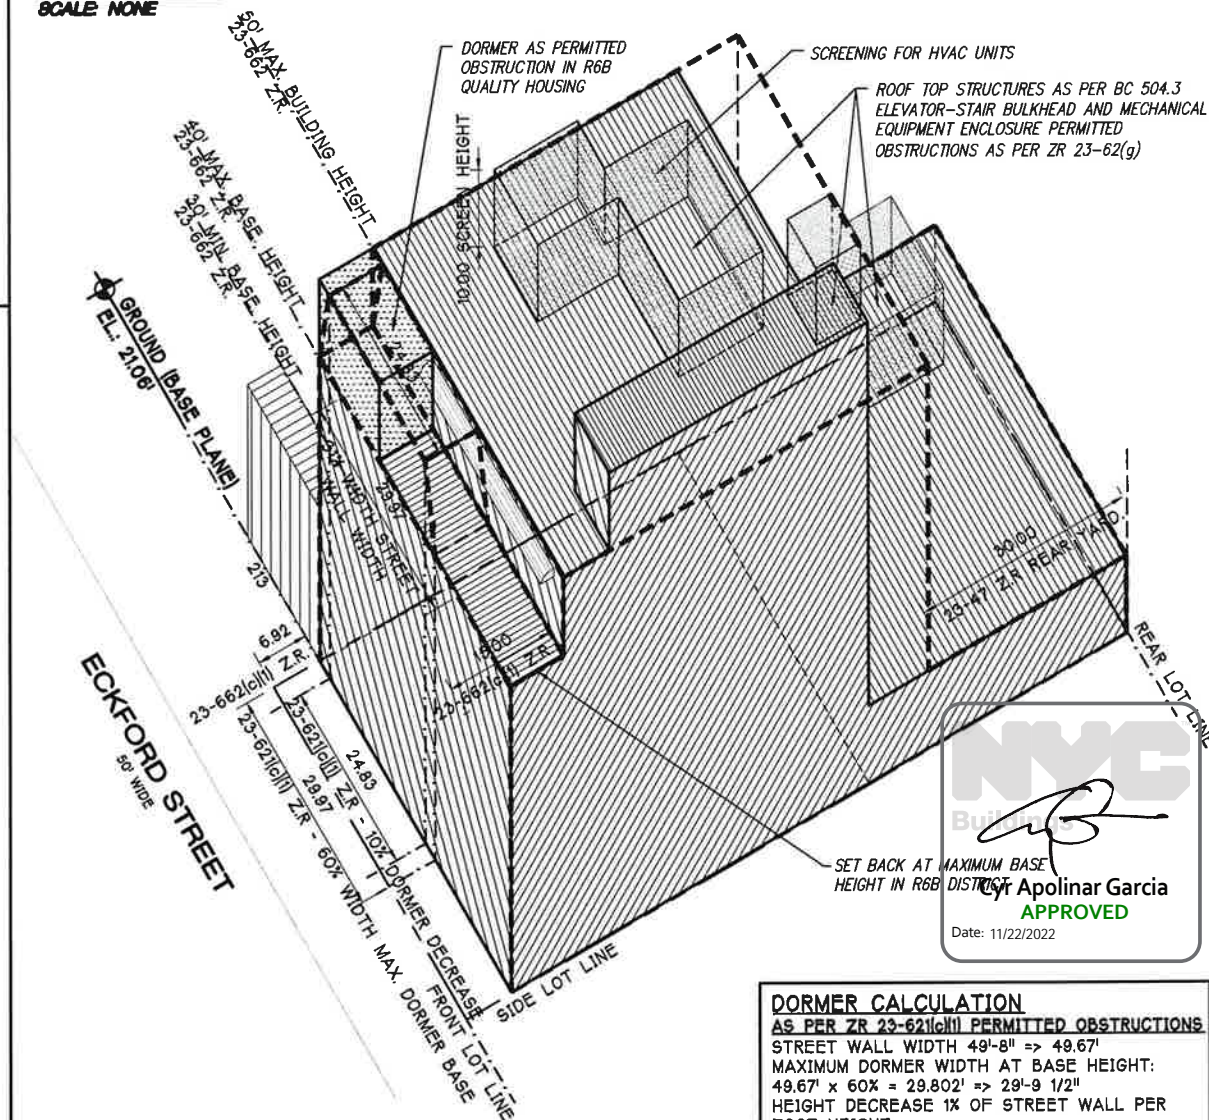 SCALE: NONE
50' MAX. BUILDING HEIGHT
23-662 Z.R.
DORMER AS PERMITTED
OBSTRUCTION IN R6B
QUALITY HOUSING
SCREENING FOR HVAC UNITS
ROOF TOP STRUCTURES AS PER BC 504.3
ELEVATOR-STAIR BULKHEAD AND MECHANICAL
EQUIPMENT ENCLOSURE PERMITTED
OBSTRUCTIONS AS PER ZR 23-62(g)
40' MAX. BASE. HEIGHT
23-662 Z.R.
30' MIN. BASE. HEIGHT
23-662 Z.R.
10.00 SCREEN HEIGHT
GROUND (BASE PLANE)
EL.: 21.06'
WIDTH STREET
WALL WIDTH
29.97
213
6.92
23-662(c)(1) Z.R.
23-662(c)(1) Z.R.
30.00
23-47 Z.R REAR YARD
REAR LOT LINE
ECKFORD STREET
50' WIDE
24.83
23-621(c)(1) Z.R - 10% DORMER DECREASE
29.97
23-621(c)(1) Z.R - 60% WIDTH MAX. DORMER BASE
FRONT LOT LINE
SIDE LOT LINE
SET BACK AT MAXIMUM BASE
HEIGHT IN R6B DISTRICT
NYC
Buildings
Cyr Apolinar Garcia
APPROVED
Date: 11/22/2022
DORMER CALCULATION
AS PER ZR 23-621(c)(1) PERMITTED OBSTRUCTIONS
STREET WALL WIDTH 49'-8" => 49.67'
MAXIMUM DORMER WIDTH AT BASE HEIGHT:
49.67' x 60% = 29.802' => 29'-9 1/2"
HEIGHT DECREASE 1% OF STREET WALL PER